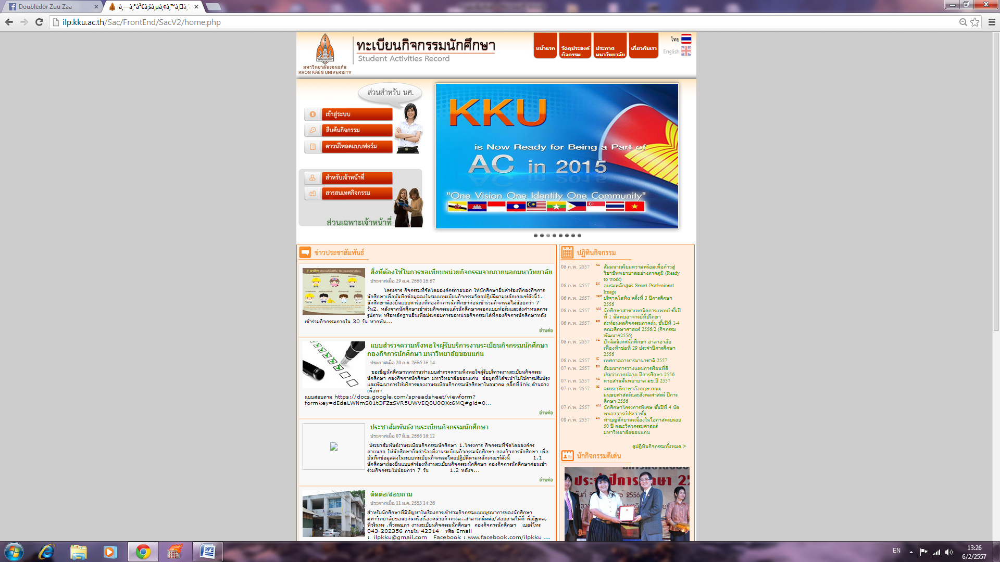 Doubledor Zuu Zaa
ilp.kku.ac.th/Sac/FrontEnd/SacV2/home.php
มหาวิทยาลัยขอนแก่น
KHON KAEN UNIVERSITY
ทะเบียนกิจกรรมนักศึกษา
Student Activities Record
หน้าแรก
วัตถุประสงค์
กิจกรรม
ประกาศ
มหาวิทยาลัย
เกี่ยวกับเรา
ไทย
English
ส่วนสำหรับ นศ.
เข้าสู่ระบบ
สืบค้นกิจกรรม
ดาวน์โหลดแบบฟอร์ม
สำหรับเจ้าหน้าที่
สารสนเทศกิจกรรม
ส่วนเฉพาะเจ้าหน้าที่
KKU
is Now Ready for Being a Part of
AC in 2015
"One Vision One Identity One Community"
ข่าวประชาสัมพันธ์
สิ่งที่ต้องใช้ในการขอเทียบหน่วยกิจกรรมจากภายนอกมหาวิทยาลัย
ประกาศเมื่อ 29 ต.ค. 2556 15:57
โครงการ กิจกรรมที่จัดโดยองค์กรภายนอก ให้นักศึกษายื่นคำร้องที่กองกิจการ
นักศึกษาเพื่อบันทึกข้อมูลลงในระบบทะเบียนกิจกรรมโดยปฏิบัติตามหลักเกณฑ์ดังนี้1.
นักศึกษาต้องยื่นแบบคำร้องที่กองกิจการนักศึกษาก่อนเข้าร่วมกิจกรรมไม่น้อยกว่า 7
วัน2. หลังจากนักศึกษาเข้าร่วมกิจกรรมแล้วนักศึกษากรอกแบบฟอร์มและส่งกำหนดการ
รูปภาพ หรือหลักฐานอื่นเพื่อประกอบการขอหน่วยกิจกรรมได้ที่กองกิจการนักศึกษาหลัง
เข้าร่วมกิจกรรมภายใน 30 วัน หากพ้น...
อ่านต่อ
แบบสำรวจความพึงพอใจผู้รับบริการงานระเบียนกิจกรรมนักศึกษา
กองกิจการนักศึกษา มหาวิทยาลัยขอนแก่น
ประกาศเมื่อ 20 ก.ย. 2556 15:14
ขอเชิญนักศึกษาทุกท่านทำแบบสำรวจความพึงพอใจผู้รับบริการงานระเบียนกิจกรรม
นักศึกษา กองกิจการนักศึกษา มหาวิทยาลัยขอนแก่น ข้อมูลที่ได้จะนำไปใช้การปรับปรุง
และพัฒนาการให้บริการของงานระเบียนกิจกรรมนักศึกษาในอนาคต คลิ๊กที่link ด้านล่าง
เพื่อทำ
แบบสอบถาม https://docs.google.com/spreadsheet/viewform?
formkey=dEdaLWNmS01tOFZzSVR5UWVEQ0U0OXc6MQ#gid=0...
อ่านต่อ
ประชาสัมพันธ์งานระเบียนกิจกรรมนักศึกษา
ประกาศเมื่อ 07 มิ.ย. 2556 16:12
ประชาสัมพันธ์งานระเบียนกิจกรรมนักศึกษา 1.โครงการ กิจกรรมที่จัดโดยองค์กร
ภายนอก ให้นักศึกษายื่นคำร้องที่งานระเบียนกิจกรรมนักศึกษา กองกิจการนักศึกษา เพื่อ
บันทึกข้อมูลลงในระบบทะเบียนกิจกรรมโดยปฏิบัติตามหลักเกณฑ์ดังนี้ 1.1
นักศึกษาต้องยื่นแบบคำร้องที่งานระเบียนกิจกรรมนักศึกษา กองกิจการนักศึกษาก่อนเข้า
ร่วมกิจกรรมไม่น้อยกว่า 7 วัน 1.2 หลังจ...
อ่านต่อ
ติดต่อ/สอบถาม
ประกาศเมื่อ 11 ม.ค. 2553 14:26
สำหรับนักศึกษาที่มีปัญหาในเรื่องการเข้าร่วมกิจกรรมแบบบูรณาการของนักศึกษา
มหาวิทยาลัยขอนแก่นหรือเรื่องหน่วยกิจกรรม..สามารถติดต่อ/สอบถามได้ที่ พี่ณัฐพล,
พี่วรินทร ,พี่วรรณภา งานระเบียนกิจกรรมนักศึกษา กองกิจการนักศึกษา เบอร์โทร
043-202356 ภายใน 42314 หรือ Email
: ilpkku@gmail.com Facebook : www.facebook.com/ilpkku ...
ปฏิทินกิจกรรม
06 ก.พ. 2557 NU สัมมนาเตรียมความพร้อมเพื่อก้าวสู่
วิชาชีพพยาบาลอย่างภาคภูมิ (Ready
to work)
06 ก.พ. 2557 EN อบรมหลักสูตร Smart Professional
Image
06 ก.พ. 2557 NKC บริจาคโลหิต ครั้งที่ 3 ปีการศึกษา
2556
06 ก.พ. 2557 AM นักศึกษาสาขาเทคนิคการแพทย์ ชั้นปี
ที่ 1 นัดพบอาจารย์ที่ปรึกษา
06 ก.พ. 2557 ED สะท้อนผลกิจกรรมภาคต้น ชั้นปีที่ 1-4
คณะศึกษาศาสตร์ 2556/2 (กิจกรรม
พัฒนาฯ2556)
06 ก.พ. 2557 TE ปัจฉิมนิเทศนักศึกษา อำลาอาลัย
เฟื่องฟ้าช่อที่ 29 ประจำปีการศึกษา
2556
06 ก.พ. 2557 IC เทศกาลอาหารนานาชาติ 2557
07 ก.พ. 2557 EN สัมมนาการวางแผนการเรียนที่ดี
ประจำภาคปลาย ปีการศึกษา 2556
07 ก.พ. 2557 NU ค่ายสานฝันพยาบาล มข.ปี 2557
07 ก.พ. 2557 HS ละครเวทีภาษาอังกฤษ คณะ
มนุษยศาสตร์และสังคมศาสตร์ ปีการ
ศึกษา 2556
07 ก.พ. 2557 AM นักศึกษาโครงการพิเศษ ชั้นปีที่ 4 นัด
พบอาจารย์ประจำชั้น
08 ก.พ. 2557 EN ทำบุญตักบาตรเนื่องในโอกาสครบรอบ
50 ปี คณะวิศวกรรมศาสตร์
มหาวิทยาลัยขอนแก่น
ดูปฏิทินกิจกรรมทั้งหมด >
นักกิจกรรมดีเด่น
EN
13:26
6/2/2557